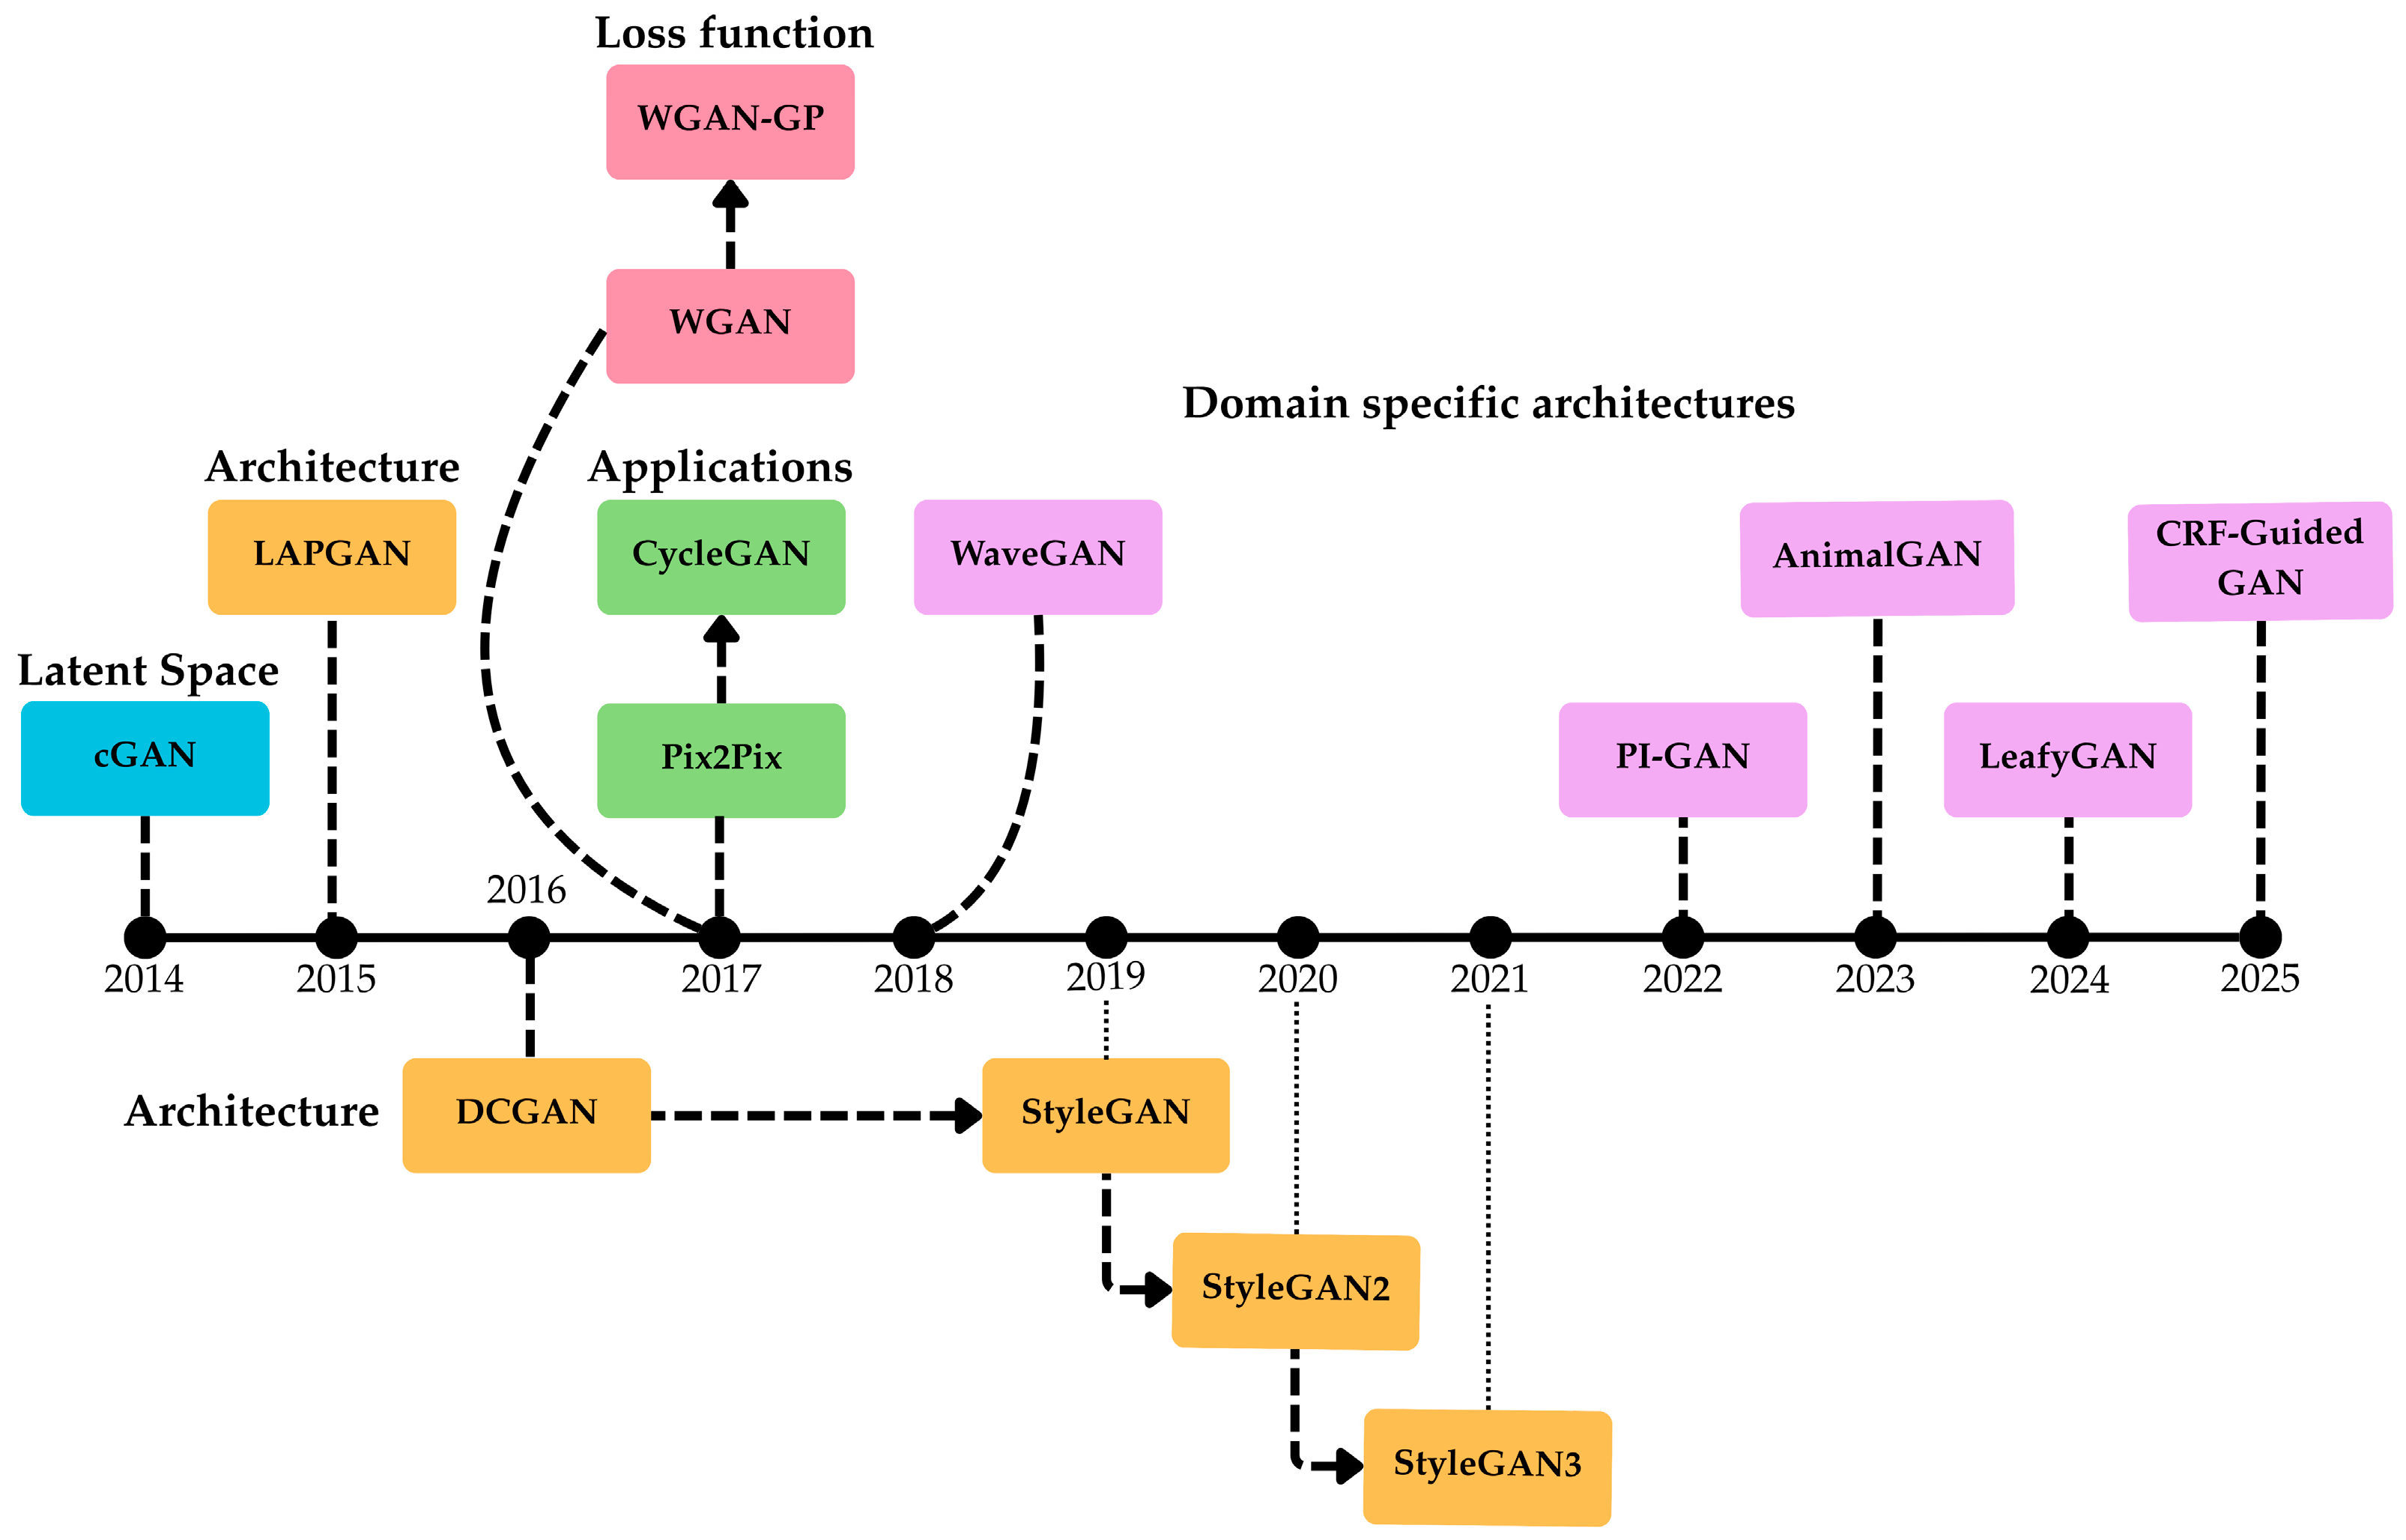 Loss function
WGAN-GP
WGAN
Domain specific architectures
Architecture
Applications
LAPGAN
CycleGAN
WaveGAN
AnimalGAN
CRF-Guided
GAN
Latent Space
cGAN
Pix2Pix
PI-GAN
LeafyGAN
2016
2014
2015
2017
2018
2019
2020
2021
2022
2023
2024
2025
Architecture
DCGAN
StyleGAN
StyleGAN2
StyleGAN3